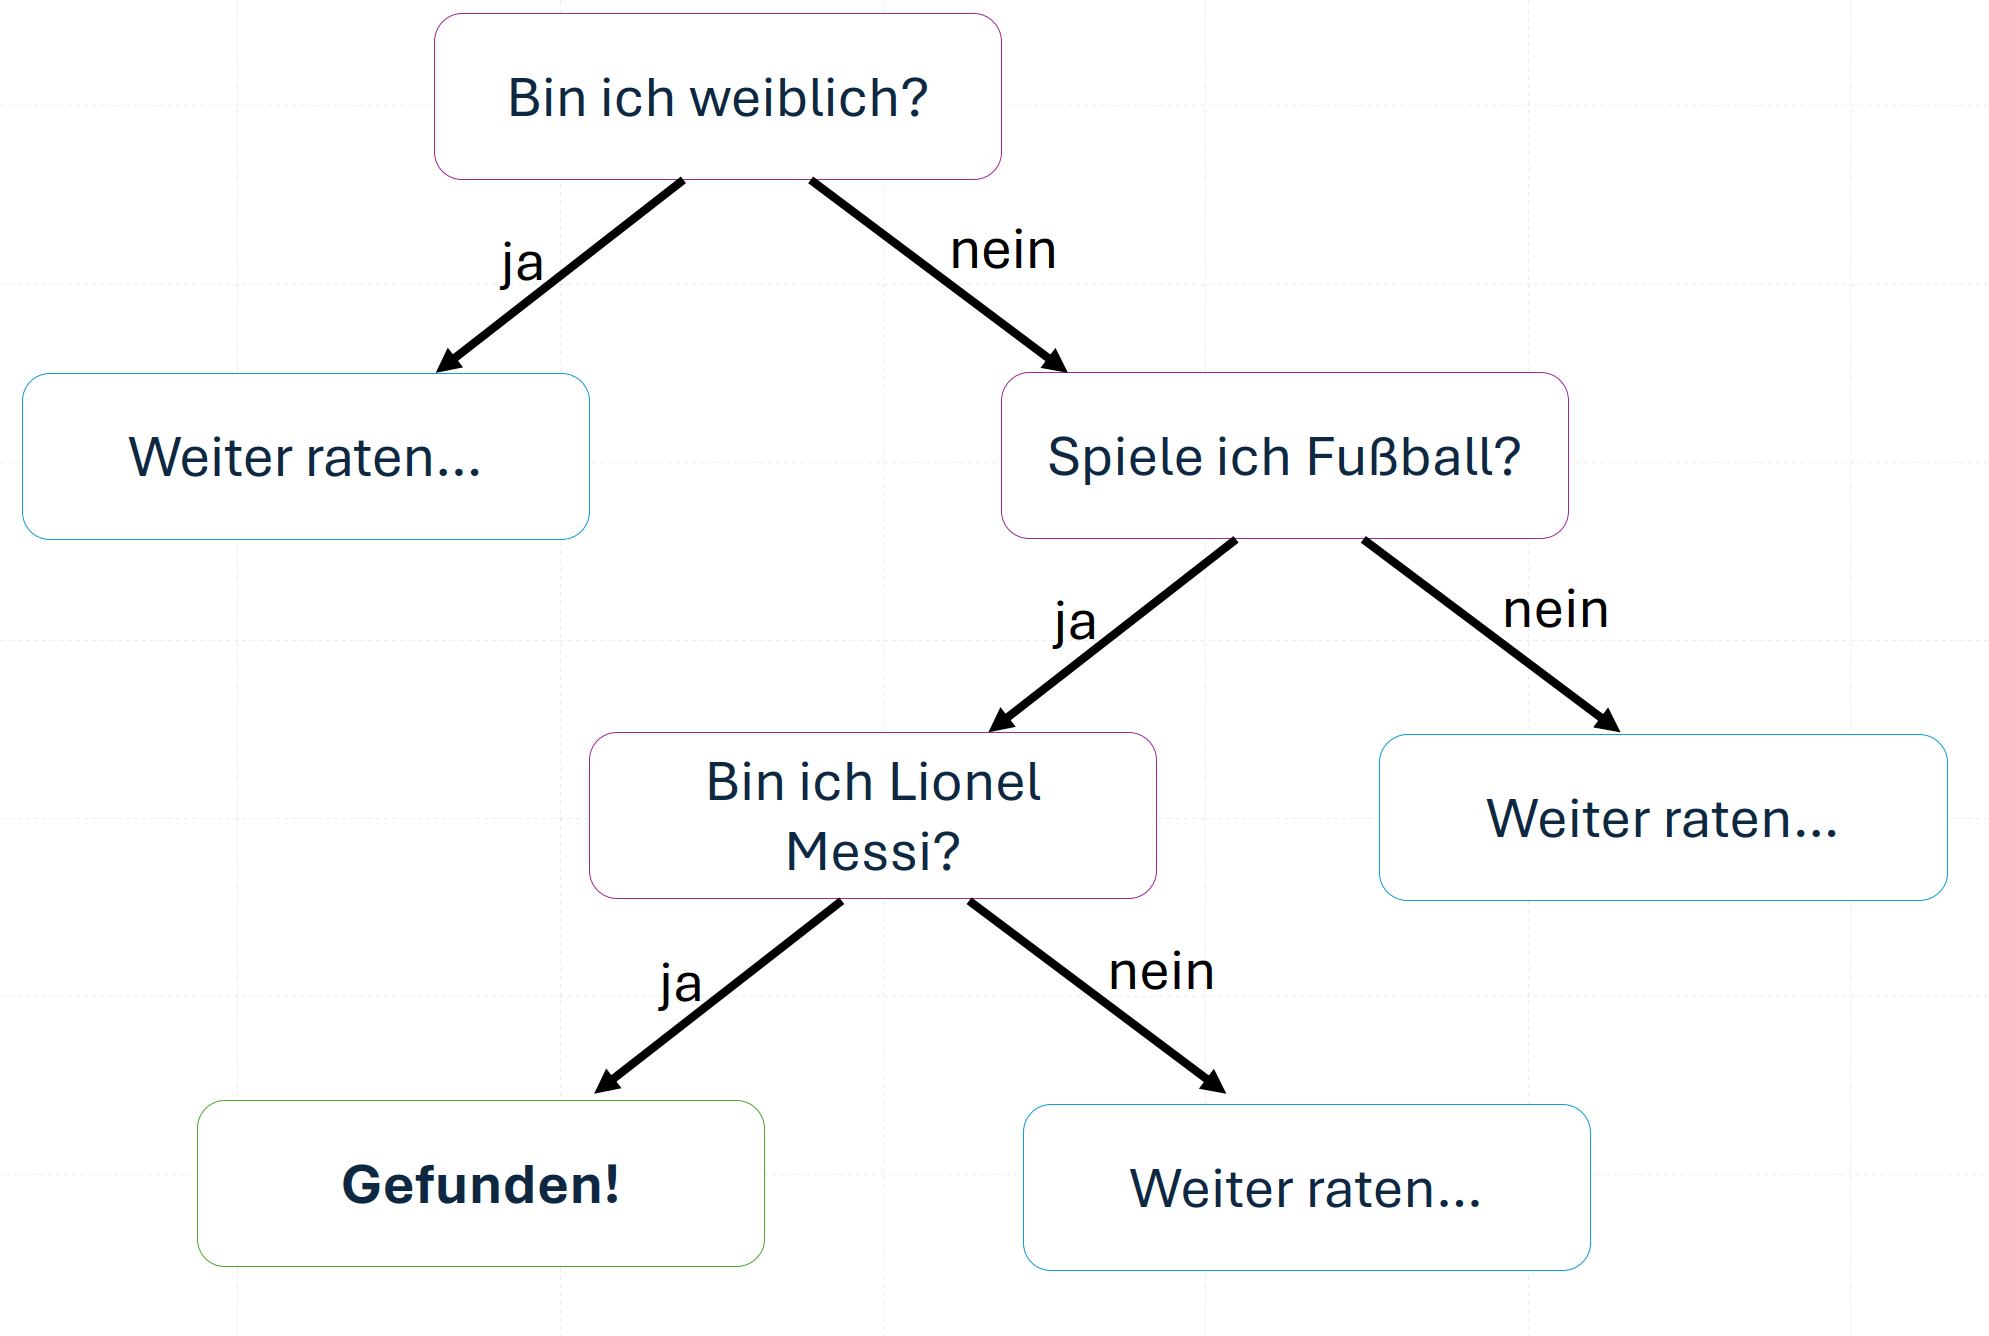 Bin ich weiblich?
ja
nein
Weiter raten...
Spiele ich Fußball?
ja
nein
Bin ich Lionel
Messi?
Weiter raten...
ja
nein
Gefunden!
Weiter raten...